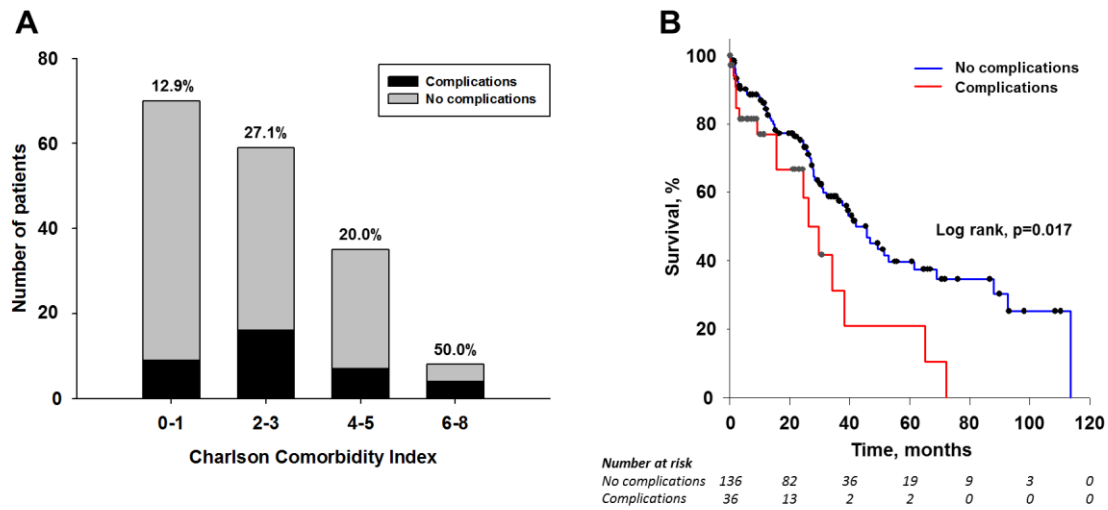 A
80
60
40
20
0
Number of patients
12.9%
27.1%
20.0%
50.0%
Complications
No complications
0-1
2-3
4-5
6-8
Charlson Comorbidity Index
B
100
80
60
40
20
0
Survival, %
No complications
Complications
Log rank, p=0.017
0 20 40 60 80 100 120
Time, months
Number at risk
No complications 136 82 36 19 9 3 0
Complications 36 13 2 2 0 0 0